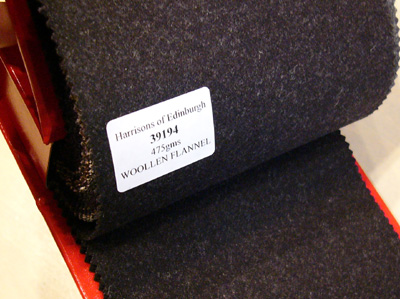 Harrisons of Edinburgh
39194
475gms
WOOLLEN FLANNEL